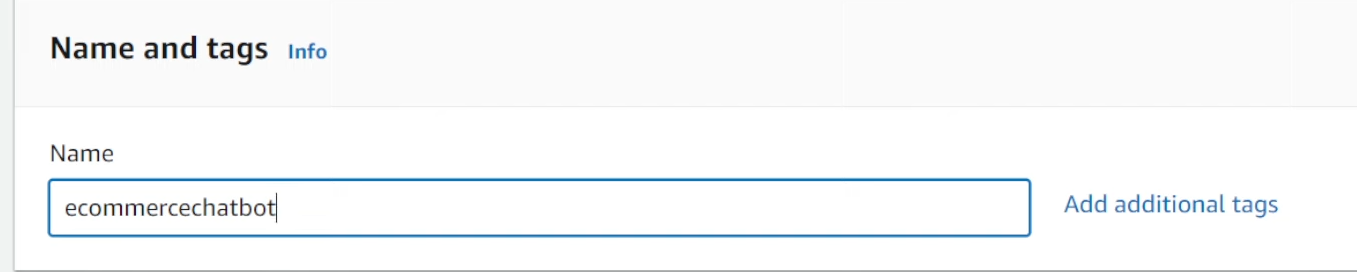 Name and tags Info
Name
ecommercechatbot
Add additional tags